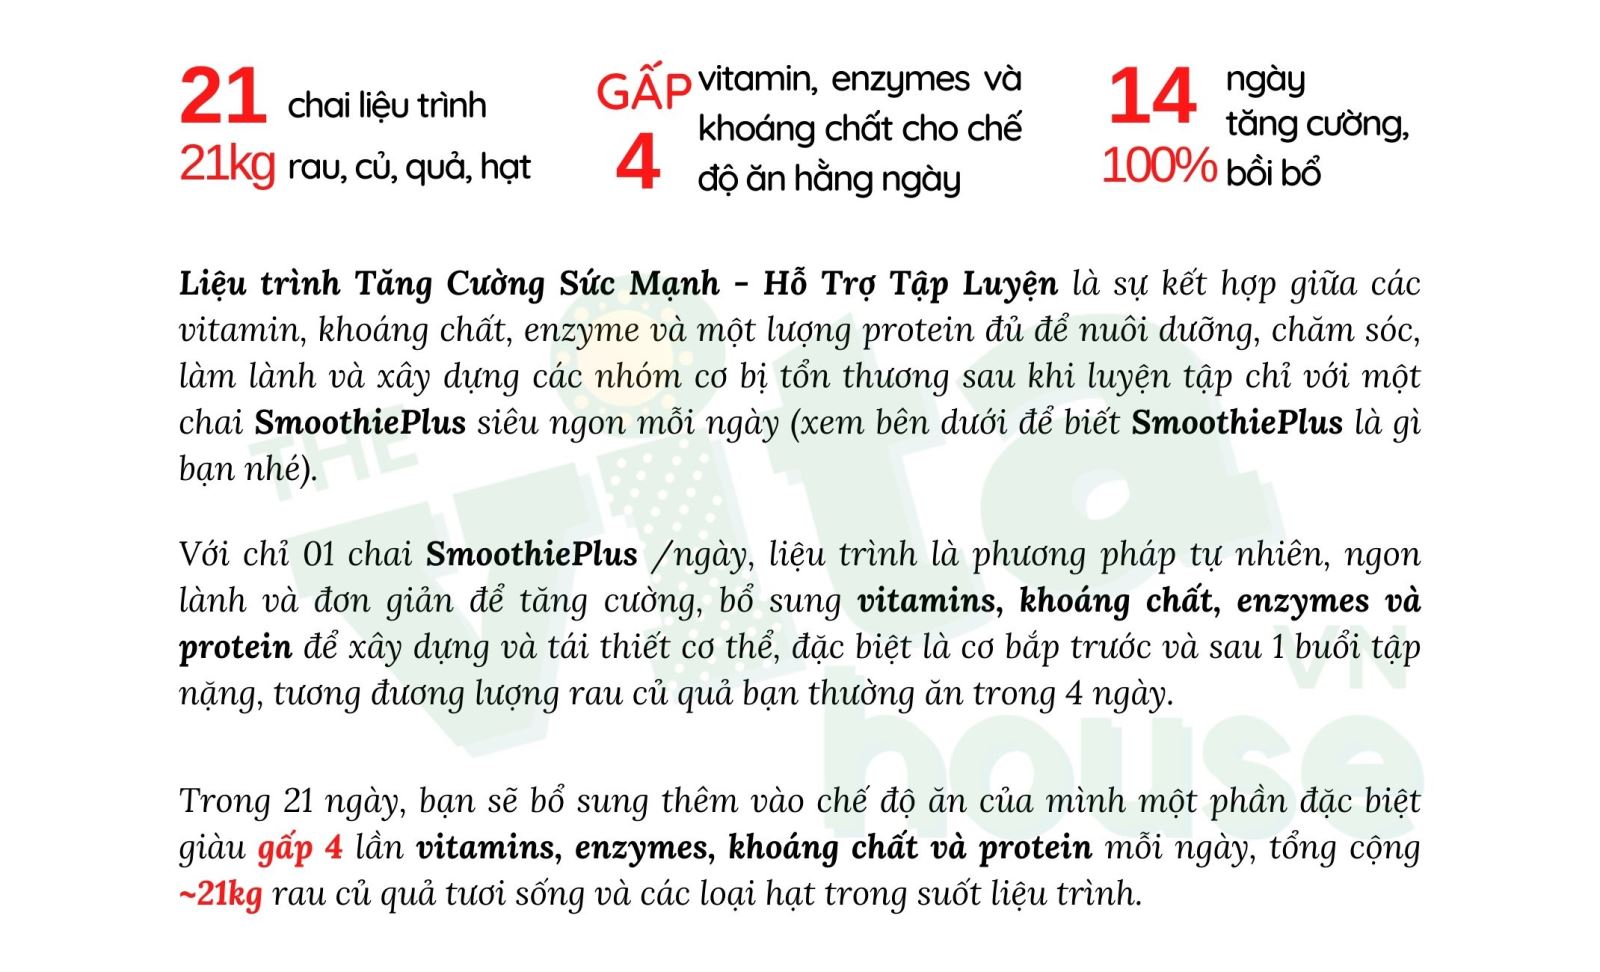 21 chai liệu trình
21kg rau, củ, quả, hạt
GẤP 4
vitamin, enzymes và
khoáng chất cho chế
độ ăn hằng ngày
14 ngày
tăng cường,
100% bồi bổ
Liệu trình Tăng Cường Sức Mạnh - Hỗ Trợ Tập Luyện là sự kết hợp giữa các
vitamin, khoáng chất, enzyme và một lượng protein đủ để nuôi dưỡng, chăm sóc,
làm lành và xây dựng các nhóm cơ bị tổn thương sau khi luyện tập chỉ với một
chai SmoothiePlus siêu ngon mỗi ngày (xem bên dưới để biết SmoothiePlus là gì
bạn nhé).
Với chỉ 01 chai SmoothiePlus /ngày, liệu trình là phương pháp tự nhiên, ngon
lành và đơn giản để tăng cường, bổ sung vitamins, khoáng chất, enzymes và
protein để xây dựng và tái thiết cơ thể, đặc biệt là cơ bắp trước và sau 1 buổi tập
nặng, tương đương lượng rau củ quả bạn thường ăn trong 4 ngày.
Trong 21 ngày, bạn sẽ bổ sung thêm vào chế độ ăn của mình một phần đặc biệt
giàu gấp 4 lần vitamins, enzymes, khoáng chất và protein mỗi ngày, tổng cộng
~21kg rau củ quả tươi sống và các loại hạt trong suốt liệu trình.
THE
vita
VN
house